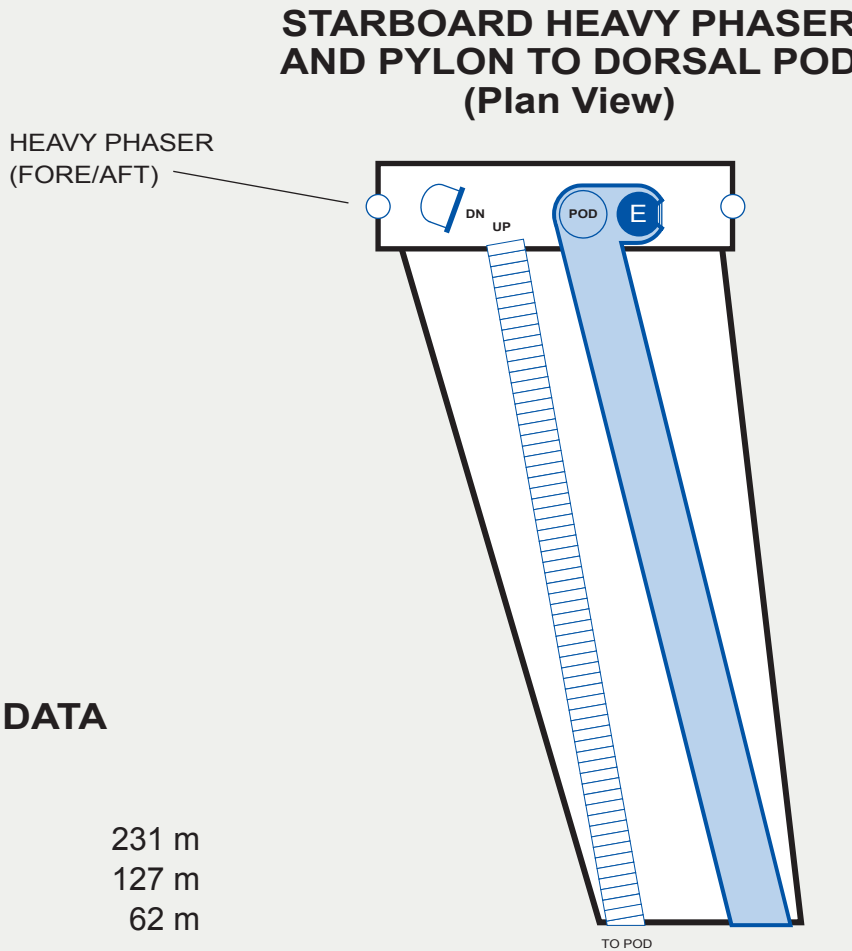 STARBOARD HEAVY PHASER
AND PYLON TO DORSAL POD
(Plan View)
HEAVY PHASER
(FORE/AFT)
DN
UP
POD
E
DATA
231 m
127 m
62 m
TO POD